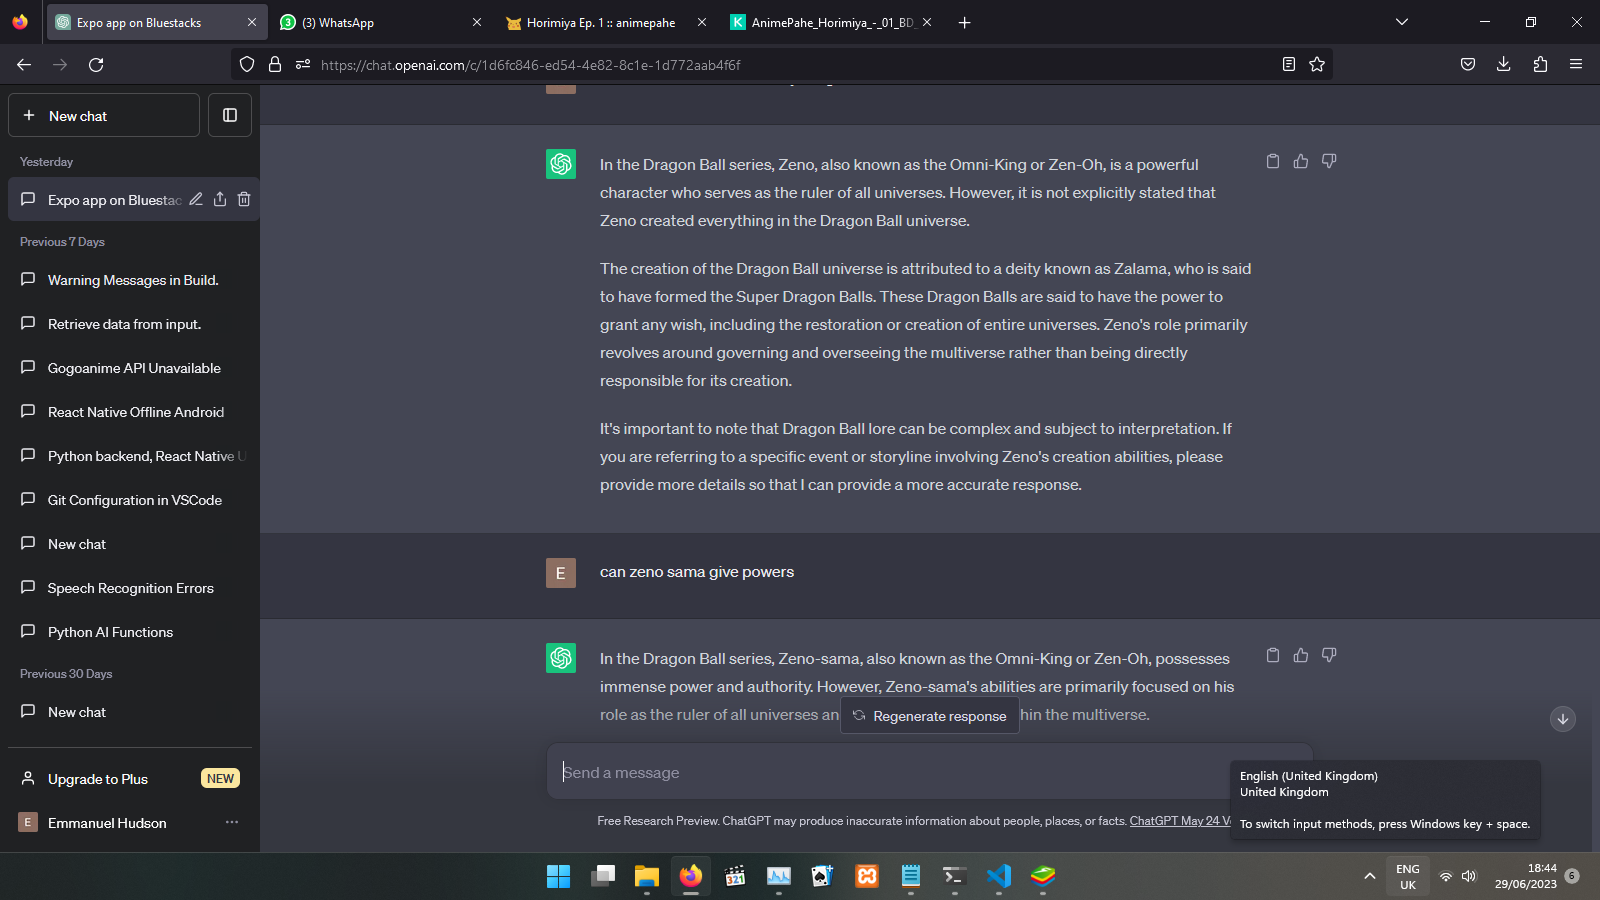 Expo app on Bluestacks
(3) WhatsApp
Horimiya Ep. 1 :: animepahe
AnimePahe_Horimiya_-_01_BD_
https://chat.openai.com/c/1d6fc846-ed54-4e82-8c1e-1d772aab4f6f
New chat
Yesterday
Expo app on Bluestac
Previous 7 Days
Warning Messages in Build.
Retrieve data from input.
Gogoanime API Unavailable
React Native Offline Android
Python backend, React Native U
Git Configuration in VSCode
New chat
Speech Recognition Errors
Python AI Functions
Previous 30 Days
New chat
Upgrade to Plus NEW
E Emmanuel Hudson
In the Dragon Ball series, Zeno, also known as the Omni-King or Zen-Oh, is a powerful
character who serves as the ruler of all universes. However, it is not explicitly stated that
Zeno created everything in the Dragon Ball universe.
The creation of the Dragon Ball universe is attributed to a deity known as Zalama, who is said
to have formed the Super Dragon Balls. These Dragon Balls are said to have the power to
grant any wish, including the restoration or creation of entire universes. Zeno's role primarily
revolves around governing and overseeing the multiverse rather than being directly
responsible for its creation.
It's important to note that Dragon Ball lore can be complex and subject to interpretation. If
you are referring to a specific event or storyline involving Zeno's creation abilities, please
provide more details so that I can provide a more accurate response.
E can zeno sama give powers
In the Dragon Ball series, Zeno-sama, also known as the Omni-King or Zen-Oh, possesses
immense power and authority. However, Zeno-sama's abilities are primarily focused on his
role as the ruler of all universes an
hin the multiverse.
Regenerate response
Send a message
Free Research Preview. ChatGPT may produce inaccurate information about people, places, or facts. ChatGPT May 24 Ve
English (United Kingdom)
United Kingdom
To switch input methods, press Windows key + space.
321
ENG
UK
18:44
29/06/2023
6